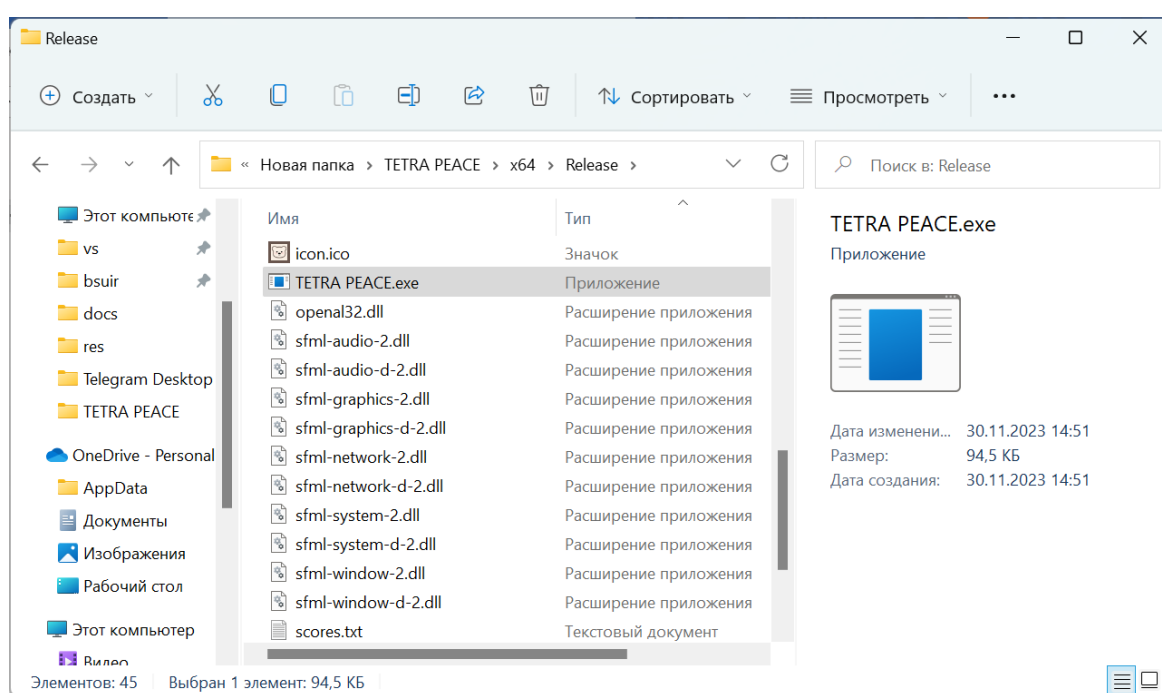 Release
Создать
Сортировать
Просмотреть
« Новая папка › TETRA PEACE › x64 › Release ›
Поиск в: Release
Этот компьюте
vs
bsuir
docs
res
Telegram Desktop
TETRA PEACE
OneDrive - Personal
AppData
Документы
Изображения
Рабочий стол
Этот компьютер
Видео
Имя Тип
icon.ico Значок
TETRA PEACE.exe Приложение
openal32.dll Расширение приложения
sfml-audio-2.dll Расширение приложения
sfml-audio-d-2.dll Расширение приложения
sfml-graphics-2.dll Расширение приложения
sfml-graphics-d-2.dll Расширение приложения
sfml-network-2.dll Расширение приложения
sfml-network-d-2.dll Расширение приложения
sfml-system-2.dll Расширение приложения
sfml-system-d-2.dll Расширение приложения
sfml-window-2.dll Расширение приложения
sfml-window-d-2.dll Расширение приложения
scores.txt Текстовый документ
TETRA PEACE.exe
Приложение
Дата изменени... 30.11.2023 14:51
Размер: 94,5 КБ
Дата создания: 30.11.2023 14:51
Элементов: 45 Выбран 1 элемент: 94,5 КБ